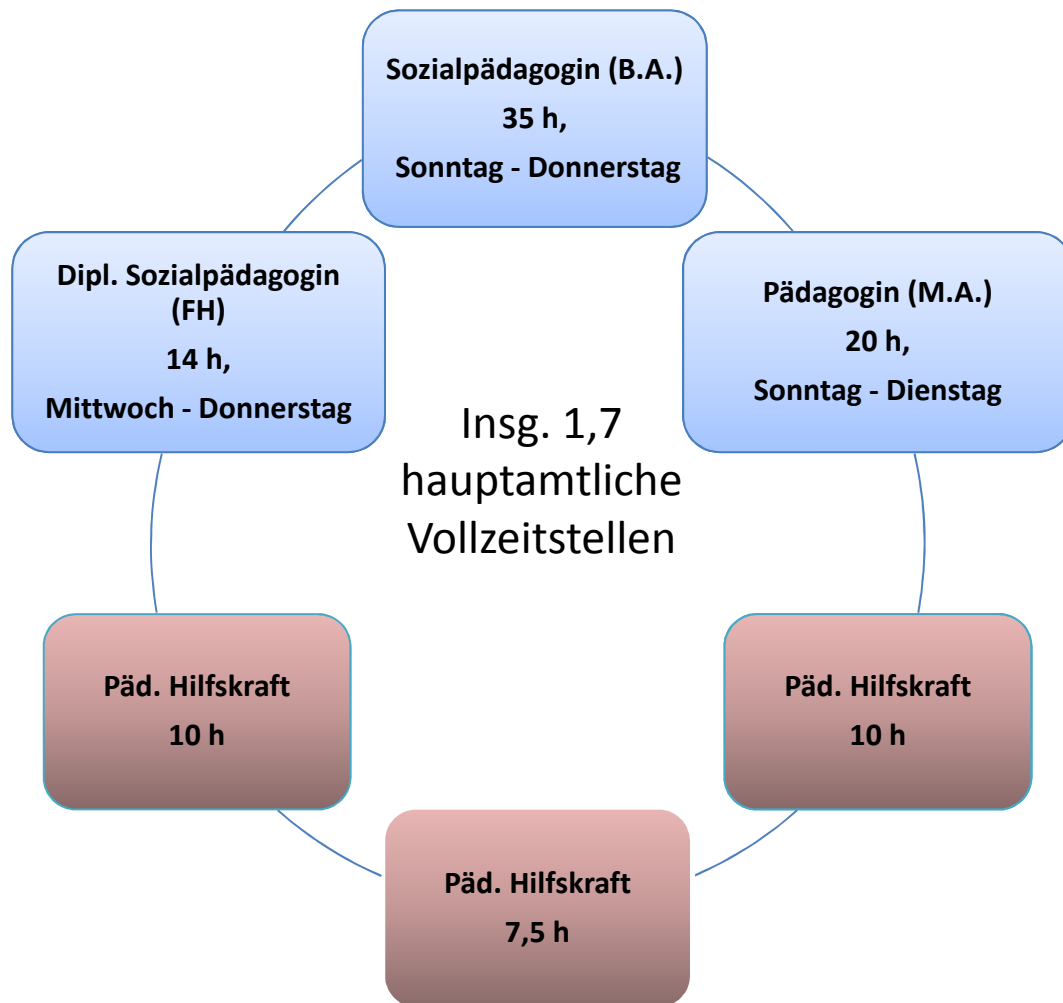 Sozialpädagogin (B.A.)
35 h,
Sonntag - Donnerstag
Dipl. Sozialpädagogin
(FH)
14 h,
Mittwoch - Donnerstag
Pädagogin (M.A.)
20 h,
Sonntag - Dienstag
Insg. 1,7
hauptamtliche
Vollzeitstellen
Päd. Hilfskraft
10 h
Päd. Hilfskraft
10 h
Päd. Hilfskraft
7,5 h